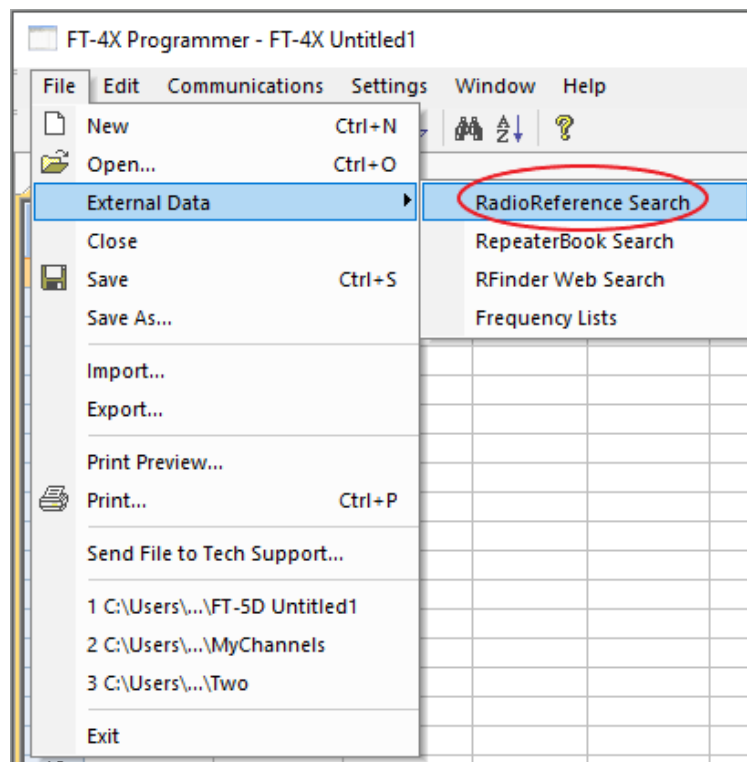 FT-4X Programmer - FT-4X Untitled1
File Edit Communications Settings Window Help
New Ctrl+N
Open... Ctrl+O
External Data
RadioReference Search
RepeaterBook Search
RFinder Web Search
Frequency Lists
Close
Save Ctrl+S
Save As...
Import...
Export...
Print Preview...
Print... Ctrl+P
Send File to Tech Support...
1 C:\Users\...\FT-5D Untitled1
2 C:\Users\...\MyChannels
3 C:\Users\...\Two
Exit